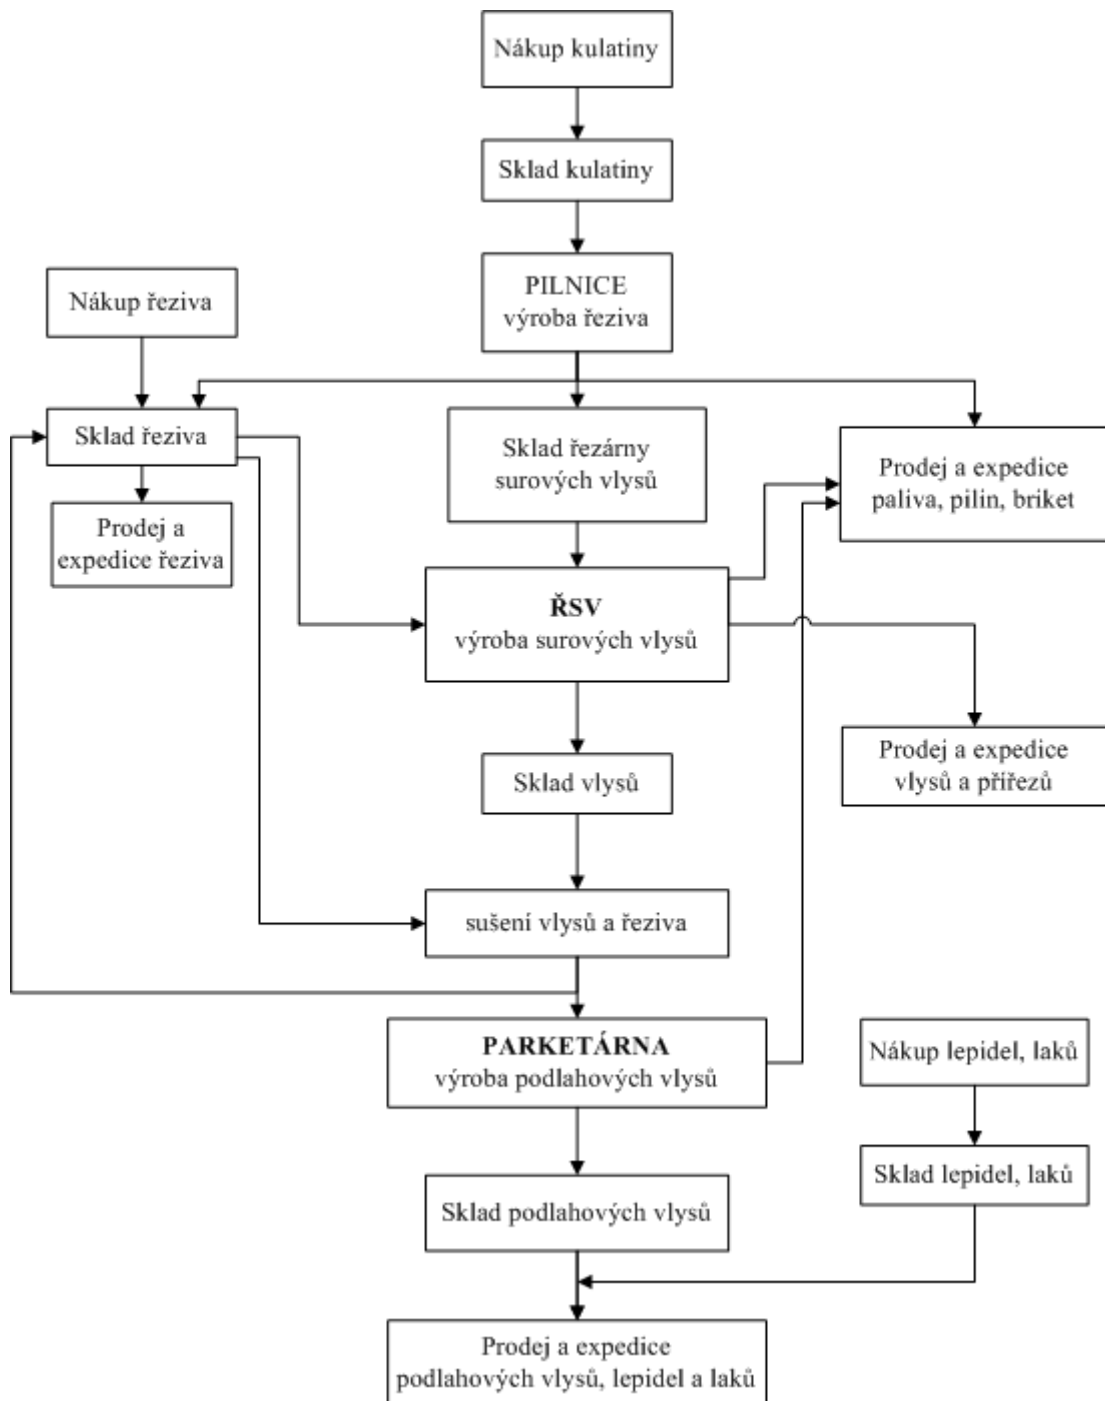 Nákup kulatiny
Sklad kulatiny
PILNICE
výroba řeziva
Nákup řeziva
Sklad řeziva
Prodej a
expedice řeziva
Sklad řezárny
surových vlysů
Prodej a expedice
paliva, pilin, briket
ŘSV
výroba surových vlysů
Prodej a expedice
vlysů a přířezů
Sklad vlysů
sušení vlysů a řeziva
PARKETÁRNA
výroba podlahových vlysů
Nákup lepidel, laků
Sklad lepidel, laků
Sklad podlahových vlysů
Prodej a expedice
podlahových vlysů, lepidel a laků